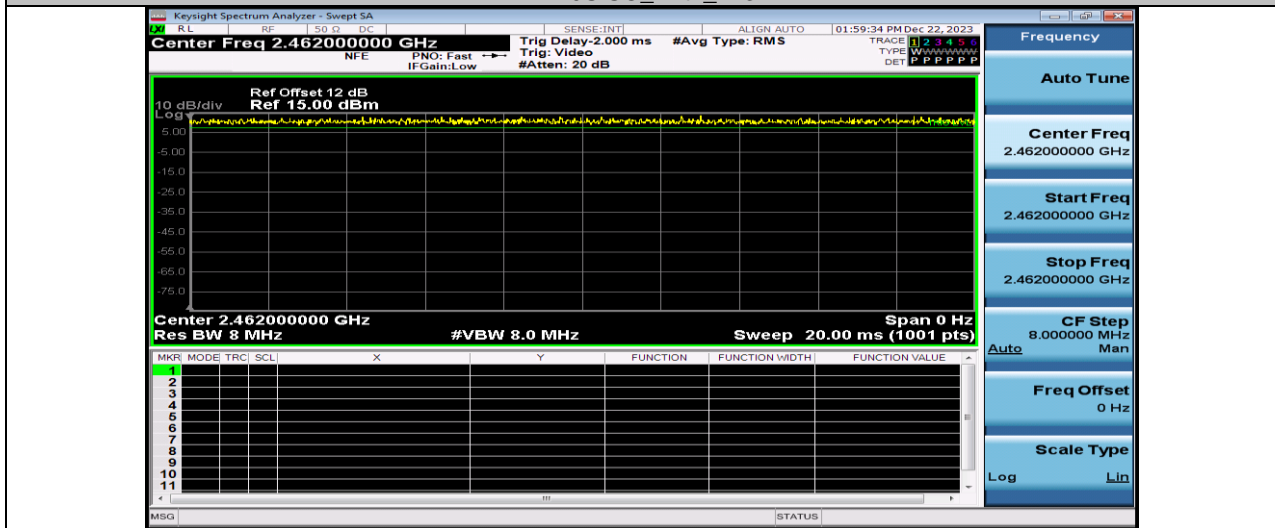 Keysight Spectrum Analyzer - Swept SA
LXI RL RF 50 Ω DC SENSE:INT ALIGN AUTO 01:59:34 PM Dec 22, 2023
Center Freq 2.462000000 GHz
NFE PNO: Fast
IFGain:Low
Trig Delay-2.000 ms
Trig: Video
#Atten: 20 dB
#Avg Type: RMS
TRACE 1 2 3 4 5 6
TYPE WWWWWW
DET P P P P P P
Ref Offset 12 dB
10 dB/div Ref 15.00 dBm
Log
5.00
-5.00
-15.0
-25.0
-35.0
-45.0
-55.0
-65.0
-75.0
Center 2.462000000 GHz Span 0 Hz
Res BW 8 MHz #VBW 8.0 MHz Sweep 20.00 ms (1001 pts)
MKR MODE TRC SCL X Y FUNCTION FUNCTION WIDTH FUNCTION VALUE
1
2
3
4
5
6
7
8
9
10
11
MSG STATUS
Frequency
Auto Tune
Center Freq
2.462000000 GHz
Start Freq
2.462000000 GHz
Stop Freq
2.462000000 GHz
CF Step
8.000000 MHz
Auto Man
Freq Offset
0 Hz
Scale Type
Log Lin